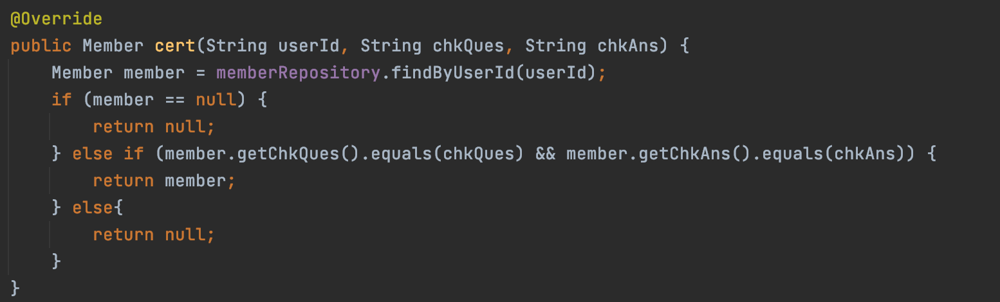 @Override
public Member cert(String userId, String chkQues, String chkAns) {
    Member member = memberRepository.findByUserId(userId);
    if (member == null) {
        return null;
    } else if (member.getChkQues().equals(chkQues) && member.getChkAns().equals(chkAns)) {
        return member;
    } else{
        return null;
    }
}